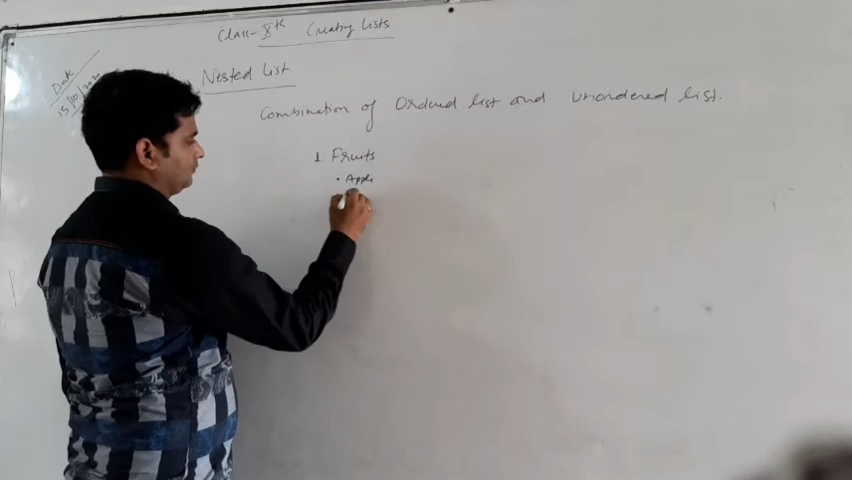 Class-Xth Creating Lists
Date
15/10/202
Nested List
Combination of Ordered list and unordered list.
1 Fruits
• Apple